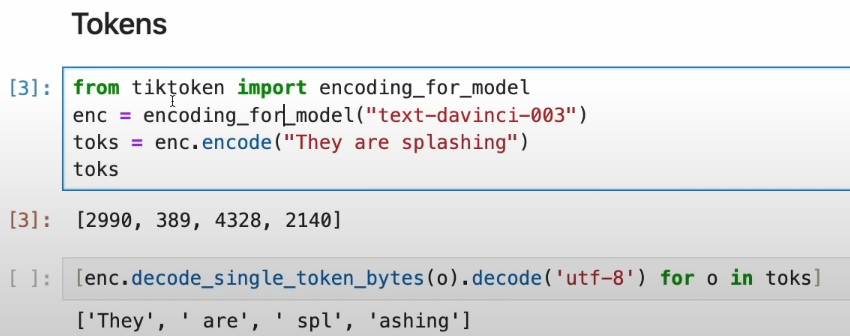 Tokens
[3]: from tiktoken import encoding_for_model
enc = encoding_for_model("text-davinci-003")
toks = enc.encode("They are splashing")
toks
[3]: [2990, 389, 4328, 2140]
[ ]: [enc.decode_single_token_bytes(o).decode('utf-8') for o in toks]
['They', ' are', ' spl', 'ashing']